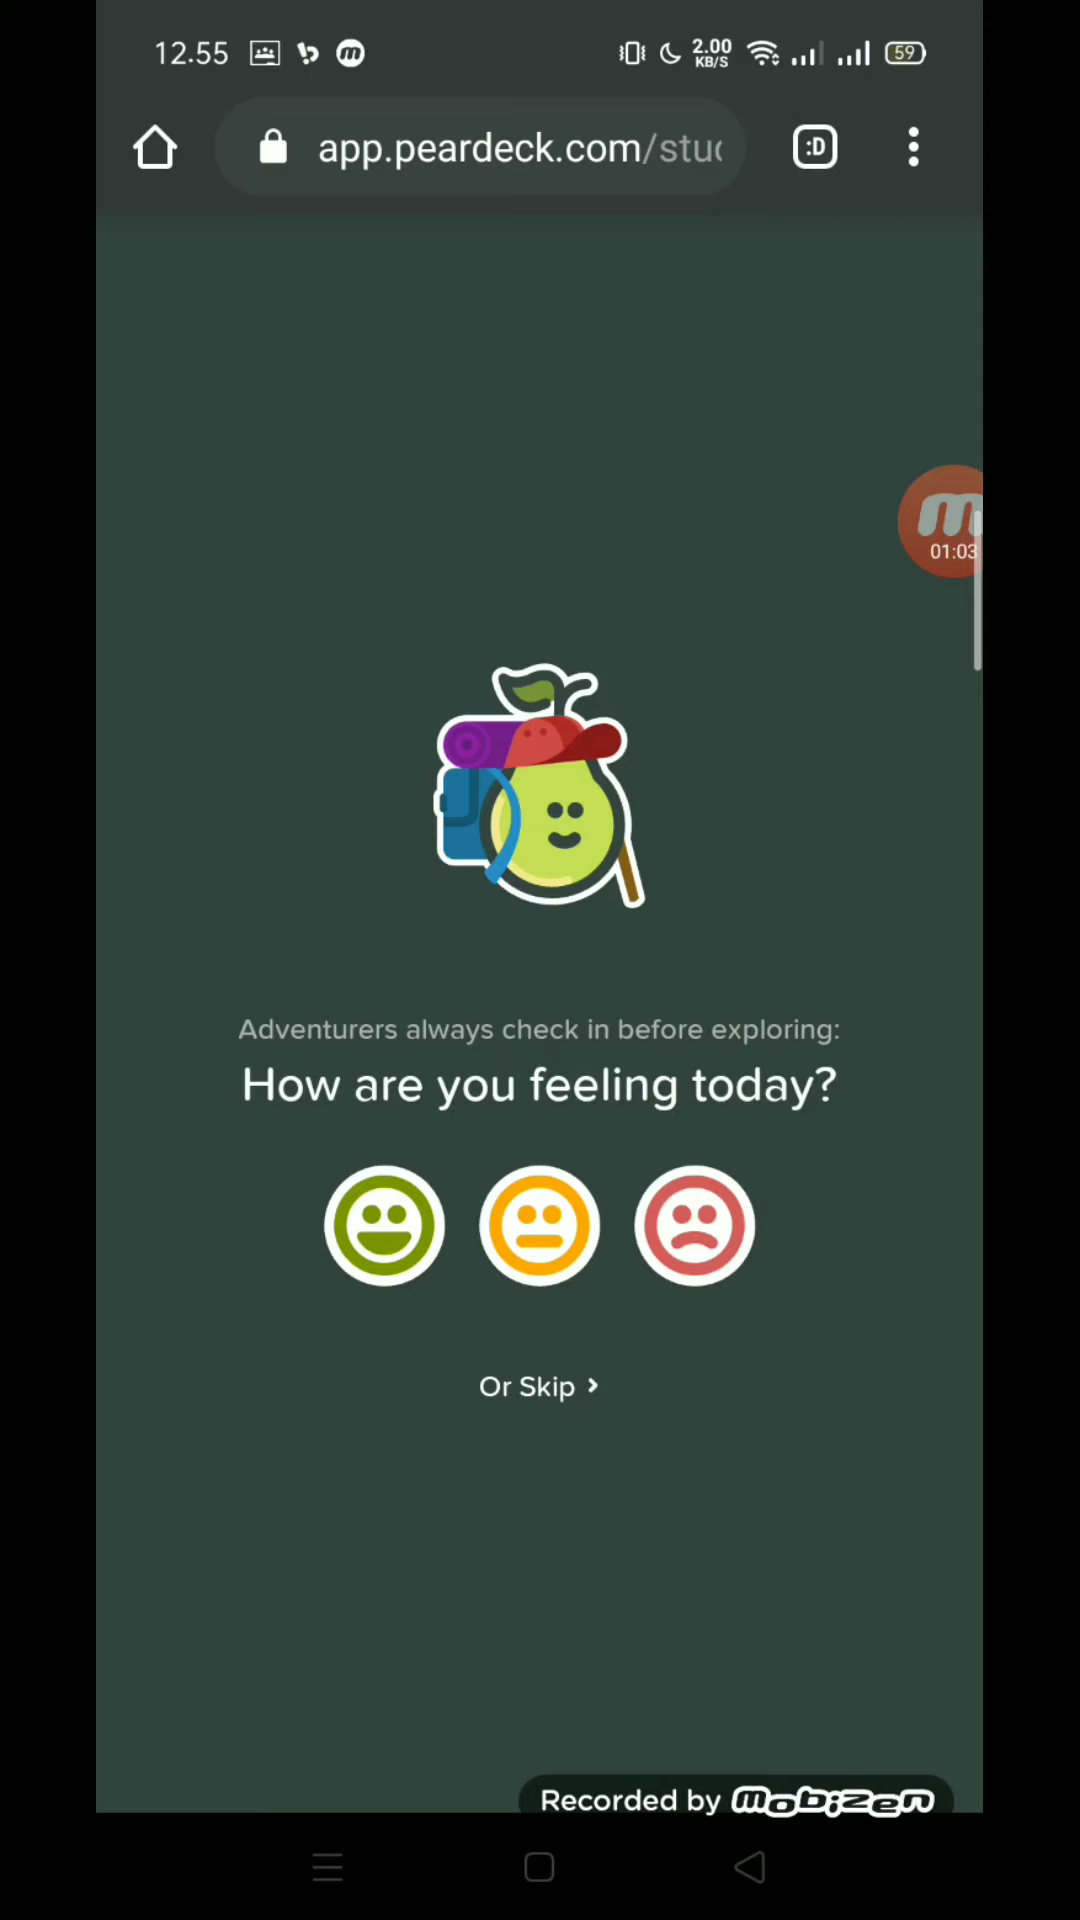 12.55
2.00
KB/S
59
app.peardeck.com/stu
:D
01:03
Adventurers always check in before exploring:
How are you feeling today?
Or Skip >
Recorded by mobizen